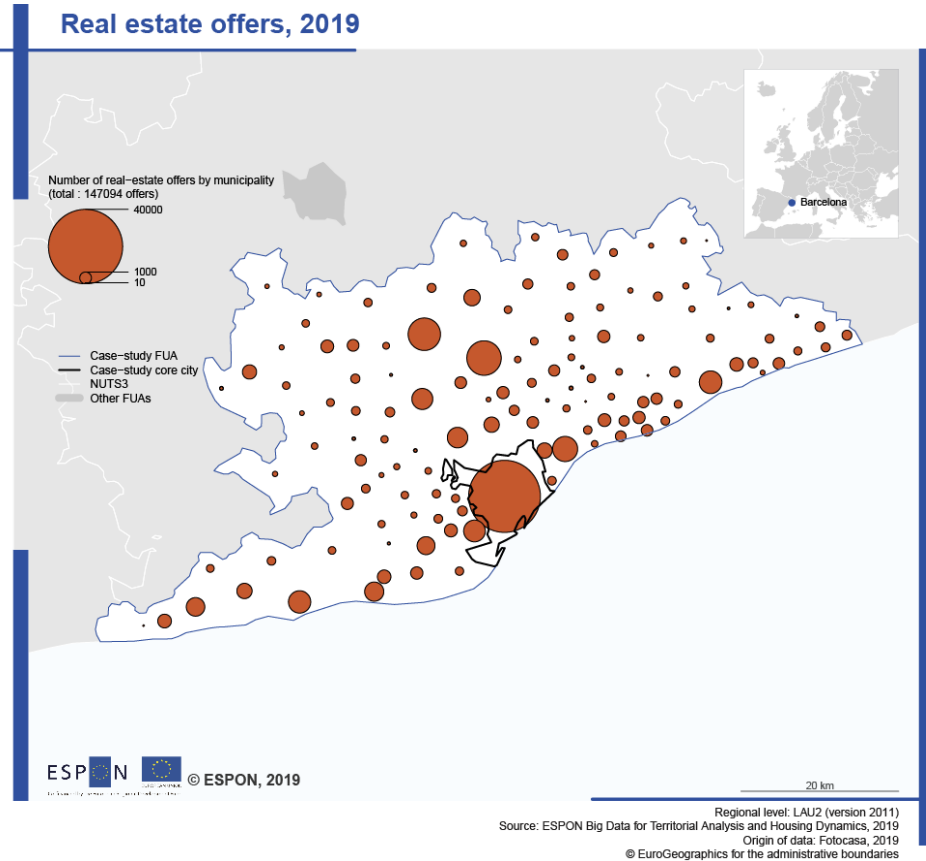 Real estate offers, 2019
Number of real−estate offers by municipality
(total : 147094 offers)
40000
1000
10
Case−study FUA
Case−study core city
NUTS3
Other FUAs
Barcelona
ESPON
© ESPON, 2019
20 km
Regional level: LAU2 (version 2011)
Source: ESPON Big Data for Territorial Analysis and Housing Dynamics, 2019
Origin of data: Fotocasa, 2019
© EuroGeographics for the administrative boundaries